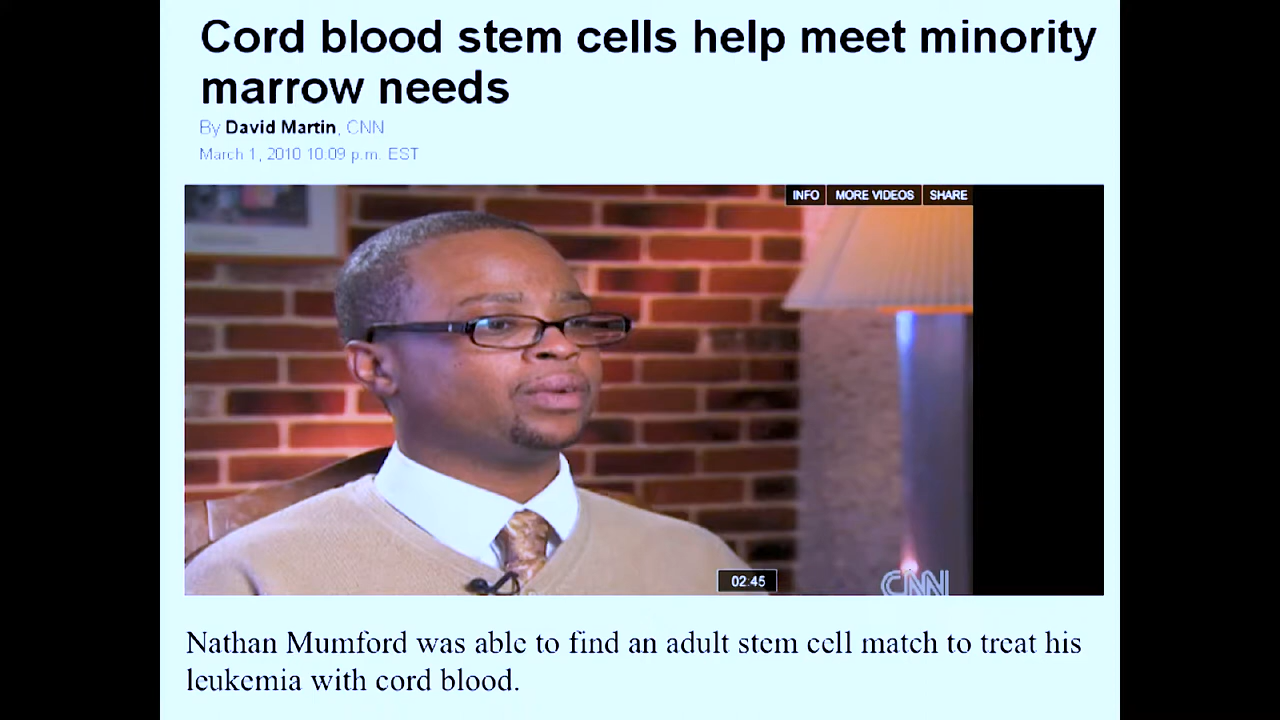 Cord blood stem cells help meet minority
marrow needs
By David Martin, CNN
March 1, 2010 10:09 p.m. EST
INFO MORE VIDEOS SHARE
02:45
CNN
Nathan Mumford was able to find an adult stem cell match to treat his
leukemia with cord blood.